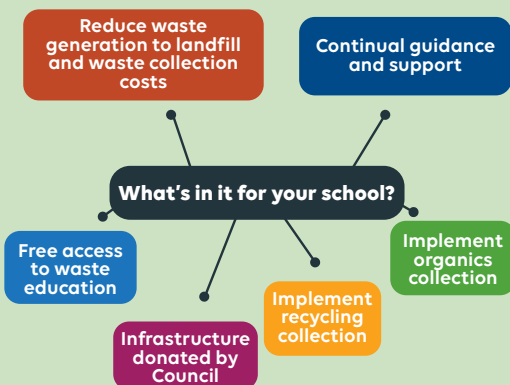 Reduce waste
generation to landfill
and waste collection
costs
Continual guidance
and support
What's in it for your school?
Free access
to waste
education
Infrastructure
donated by
Council
Implement
recycling
collection
Implement
organics
collection